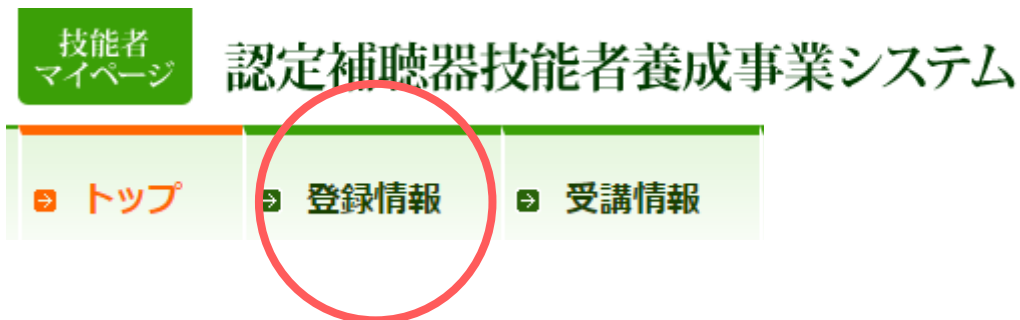 技能者
マイページ
認定補聴器技能者養成事業システム
トップ
登録情報
受講情報